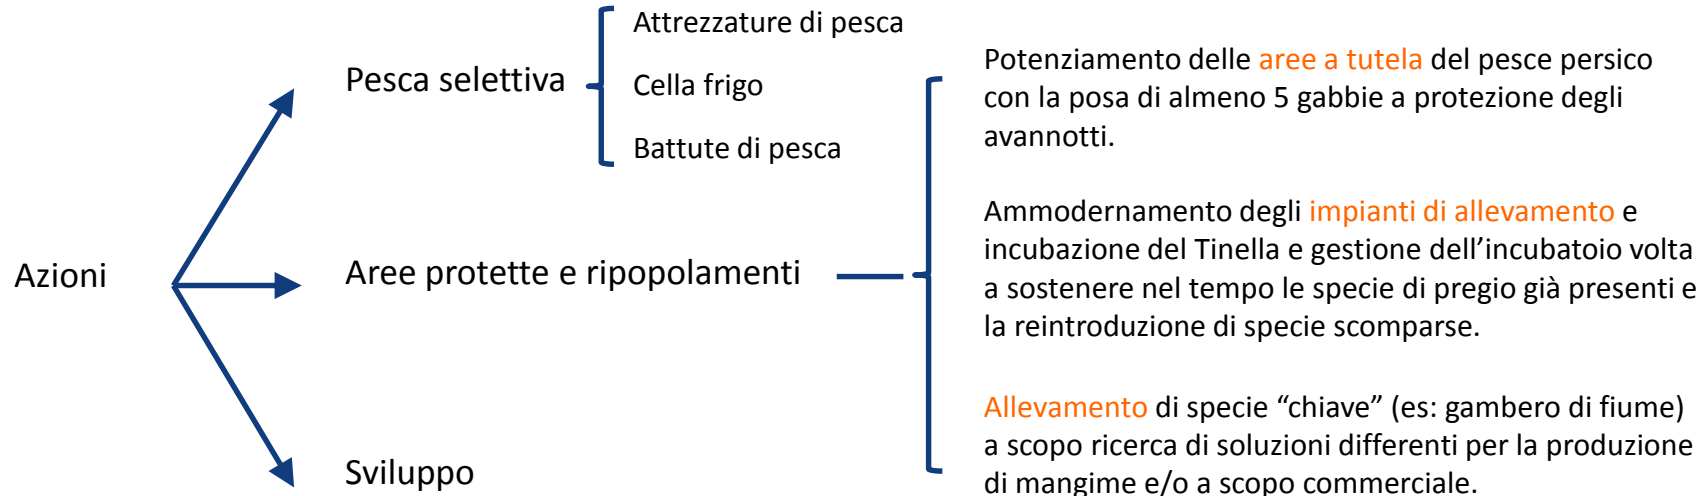 Azioni
Pesca selettiva
Attrezzature di pesca
Cella frigo
Battute di pesca
Aree protette e ripopolamenti
Potenziamento delle aree a tutela del pesce persico
con la posa di almeno 5 gabbie a protezione degli
avannotti.
Ammodernamento degli impianti di allevamento e
incubazione del Tinella e gestione dell’incubatoio volta
a sostenere nel tempo le specie di pregio già presenti e
la reintroduzione di specie scomparse.
Allevamento di specie “chiave” (es: gambero di fiume)
a scopo ricerca di soluzioni differenti per la produzione
di mangime e/o a scopo commerciale.
Sviluppo